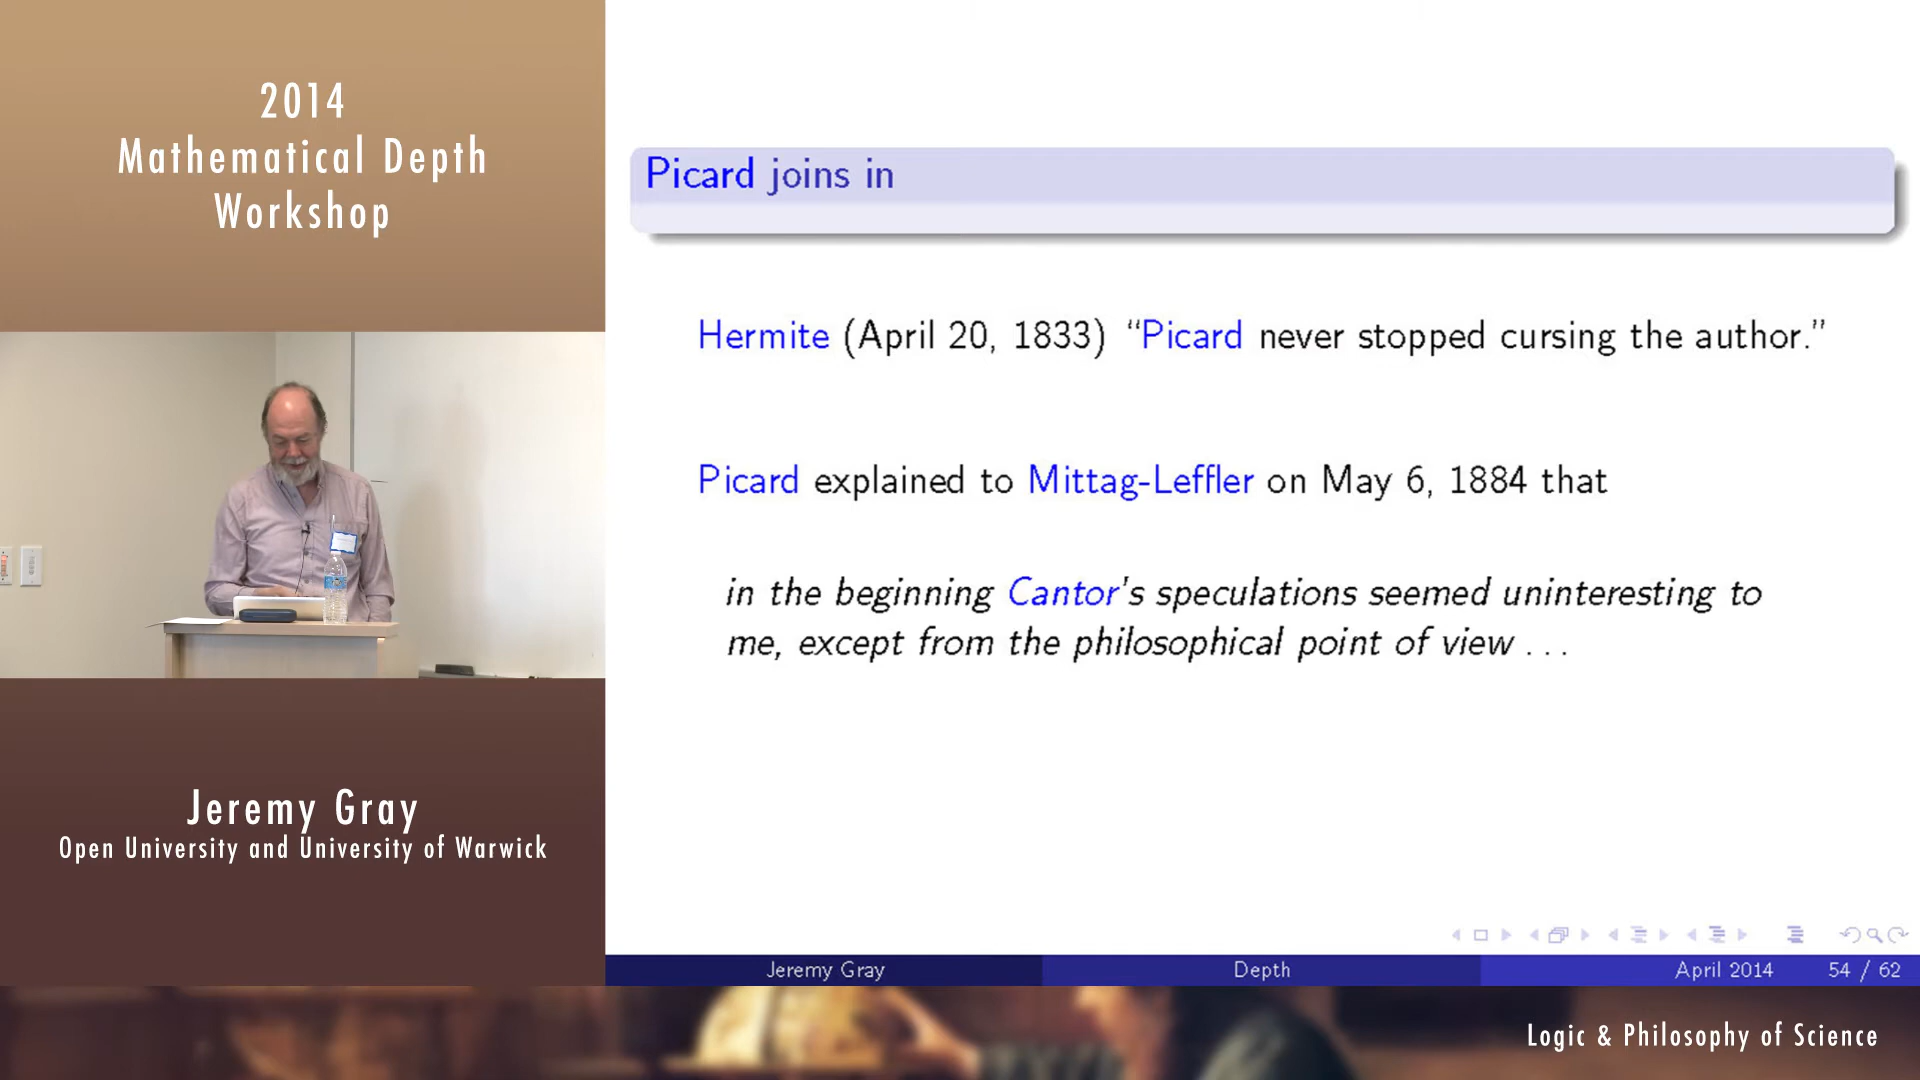 2014
Mathematical Depth
Workshop
Jeremy Gray
Open University and University of Warwick
Picard joins in
Hermite (April 20, 1833) “Picard never stopped cursing the author.”
Picard explained to Mittag-Leffler on May 6, 1884 that
in the beginning Cantor's speculations seemed uninteresting to
me, except from the philosophical point of view . . .
Jeremy Gray Depth April 2014 54 / 62
Logic & Philosophy of Science